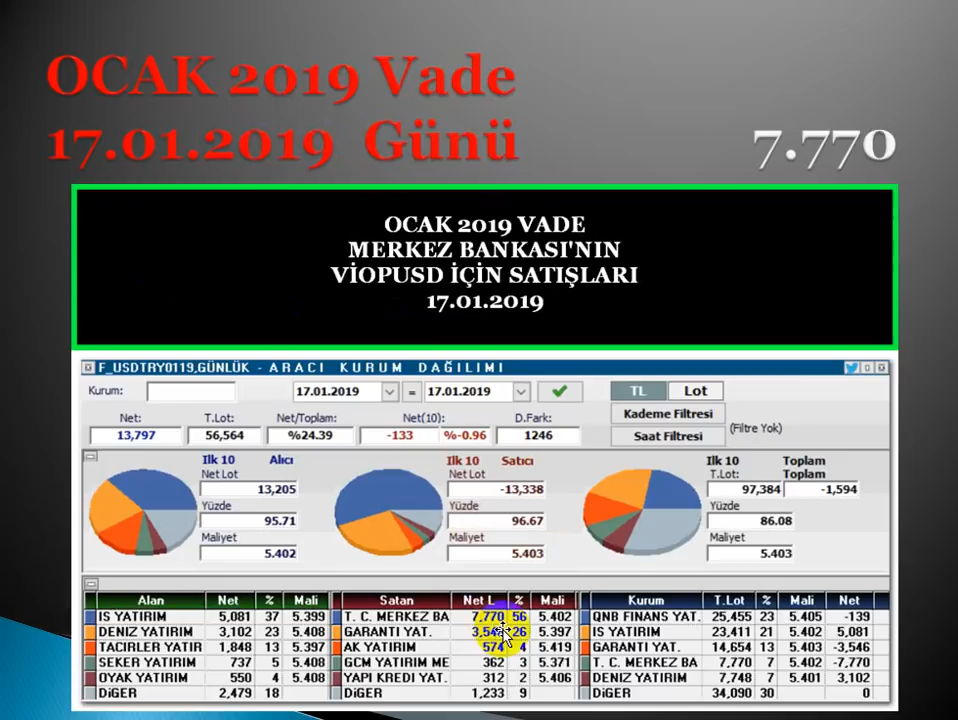 OCAK 2019 Vade
17.01.2019 Günü 7.770
OCAK 2019 VADE
MERKEZ BANKASI'NIN
VİOPUSD İÇİN SATIŞLARI
17.01.2019
F_USDTRY0119,GÜNLÜK - ARACI KURUM DAĞILIMI
Kurum: 17.01.2019 = 17.01.2019 TL Lot
Kademe Filtresi
Net: T.Lot: Net/Toplam: Net(10): D.Fark: (Filtre Yok)
13,797 56,564 %24.39 -133 %-0.96 1246 Saat Filtresi
Ilk 10 Alıcı Ilk 10 Satıcı Ilk 10 Toplam
Net Lot Net Lot T.Lot: Toplam
13,205 -13,338 97,384 -1,594
Yüzde Yüzde Yüzde
95.71 96.67 86.08
Maliyet Maliyet Maliyet
5.402 5.403 5.403
Alan Net % Mali Satan Net L % Mali Kurum T.Lot % Mali Net
IS YATIRIM 5,081 37 5.399 T. C. MERKEZ BA 7,770 56 5.402 QNB FINANS YAT. 25,455 23 5.405 -139
DENIZ YATIRIM 3,102 23 5.408 GARANTI YAT. 26 5.397 IS YATIRIM 23,411 21 5.402 5,081
TACIRLER YATIR 1,848 13 5.397 AK YATIRIM 574 4 5.419 GARANTI YAT. 14,654 13 5.403 -3,546
SEKER YATIRIM 737 5 5.408 GCM YATIRIM ME 362 3 5.371 T. C. MERKEZ BA 7,770 7 5.402 -7,770
OYAK YATIRIM 550 4 5.408 YAPI KREDI YAT. 312 2 5.406 DENIZ YATIRIM 7,748 7 5.401 3,102
DiGER 2,479 18 DiGER 1,233 9 DiGER 34,090 30 0